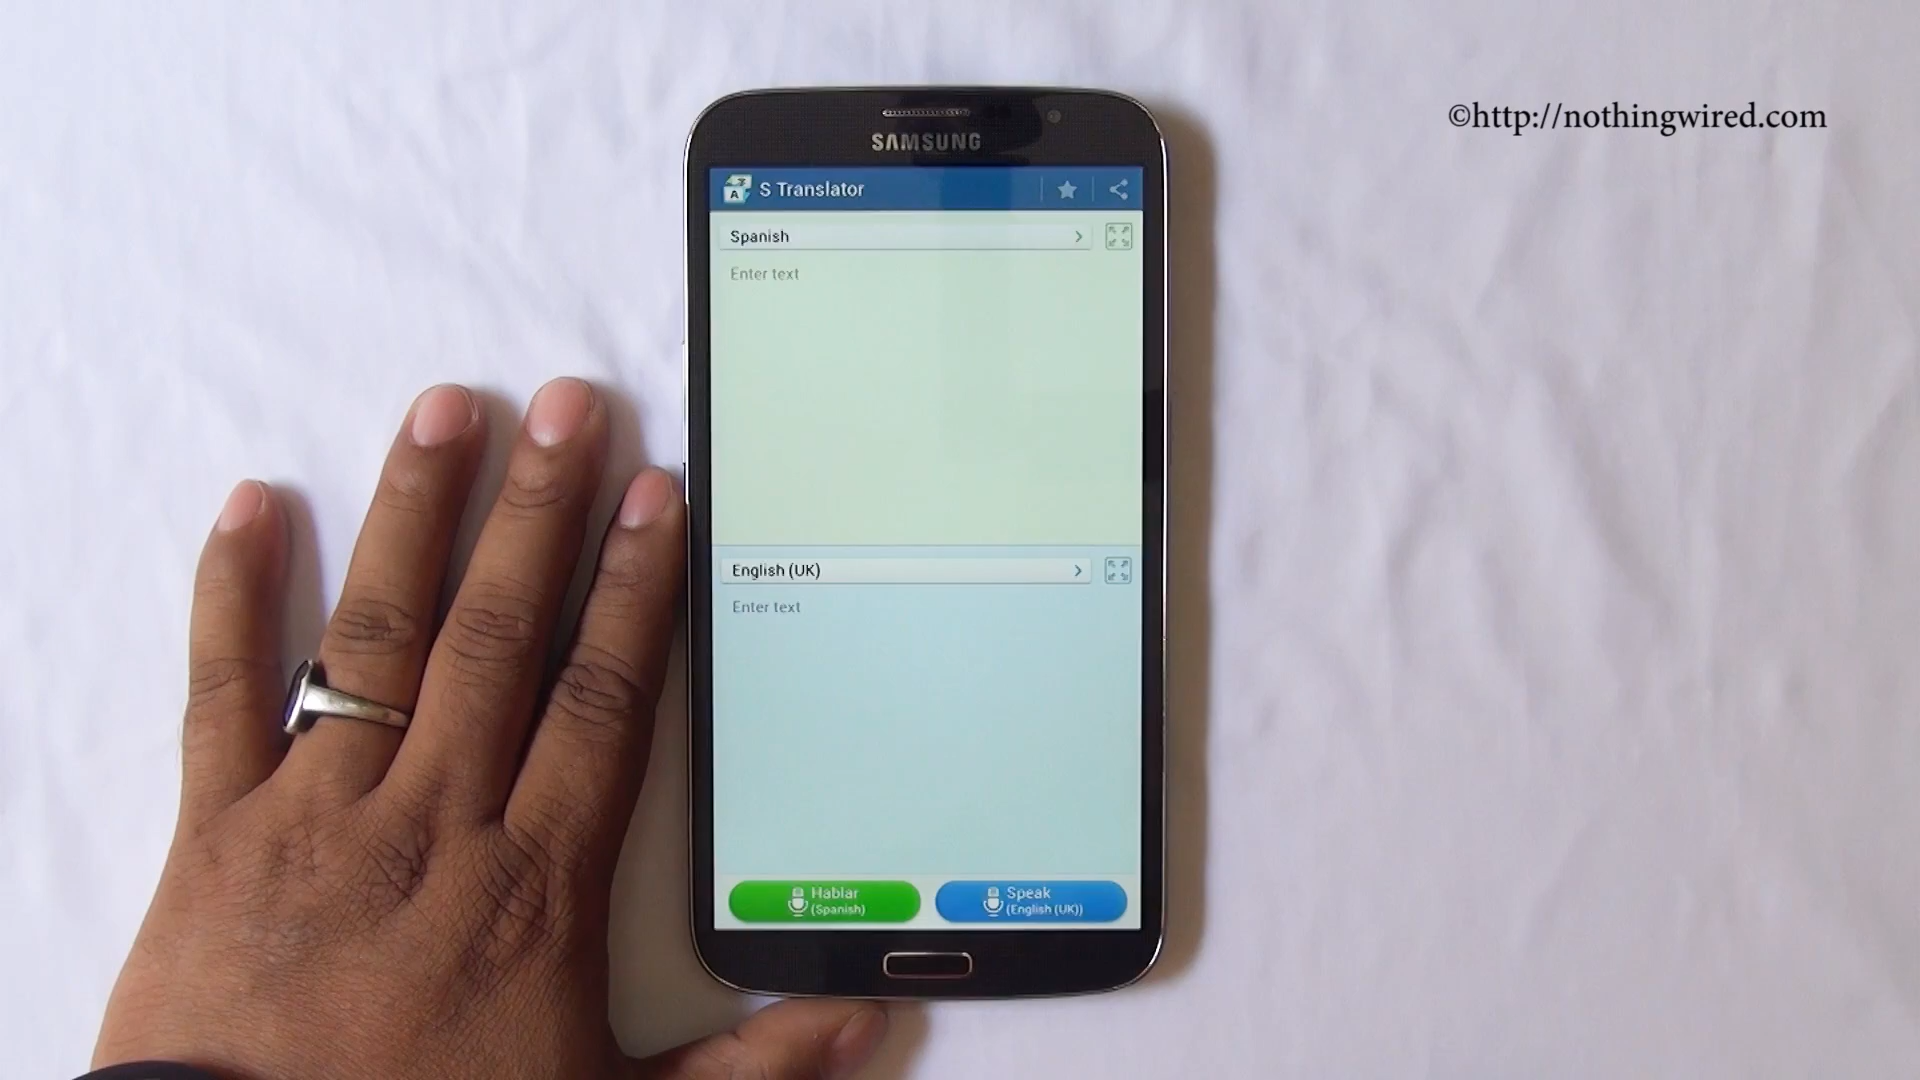 ©http://nothingwired.com
SAMSUNG
S Translator
Spanish
Enter text
English (UK)
Enter text
Hablar
(Spanish)
Speak
(English (UK))